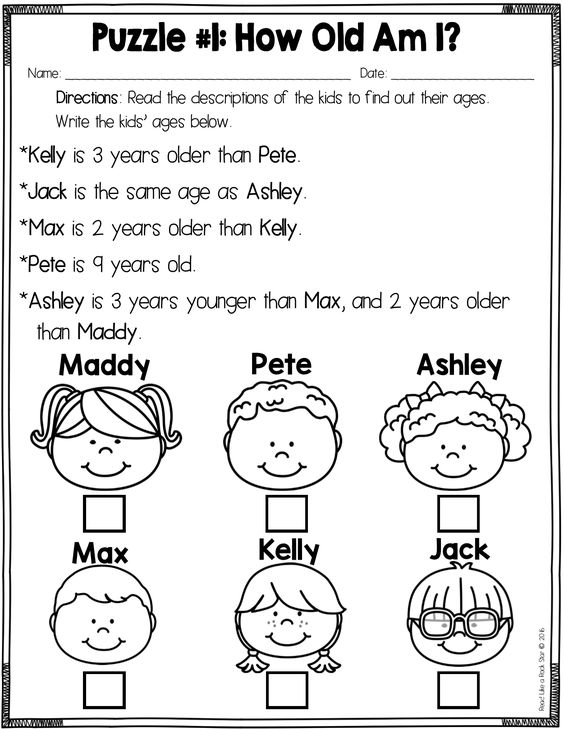 Puzzle #1: How Old Am I?
Name: ______________________ Date: ______________
Directions: Read the descriptions of the kids to find out their ages.
Write the kids' ages below.
*Kelly is 3 years older than Pete.
*Jack is the same age as Ashley.
*Max is 2 years older than Kelly.
*Pete is 9 years old.
*Ashley is 3 years younger than Max, and 2 years older
than Maddy.
Maddy Pete Ashley
Max Kelly Jack
Read Like a Rock Star © 2016